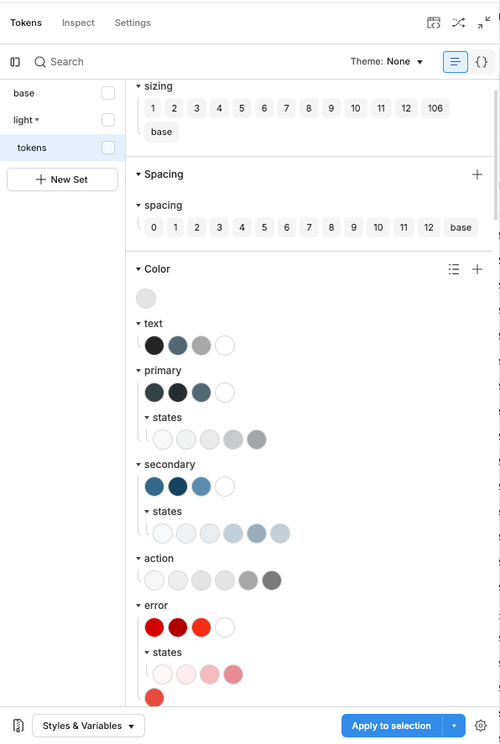 Tokens Inspect Settings
Search Theme: None
base
light
tokens
New Set
sizing
1 2 3 4 5 6 7 8 9 10 11 12 106
base
Spacing
spacing
0 1 2 3 4 5 6 7 8 9 10 11 12 base
Color
text
primary
states
secondary
states
action
error
states
Styles & Variables Apply to selection